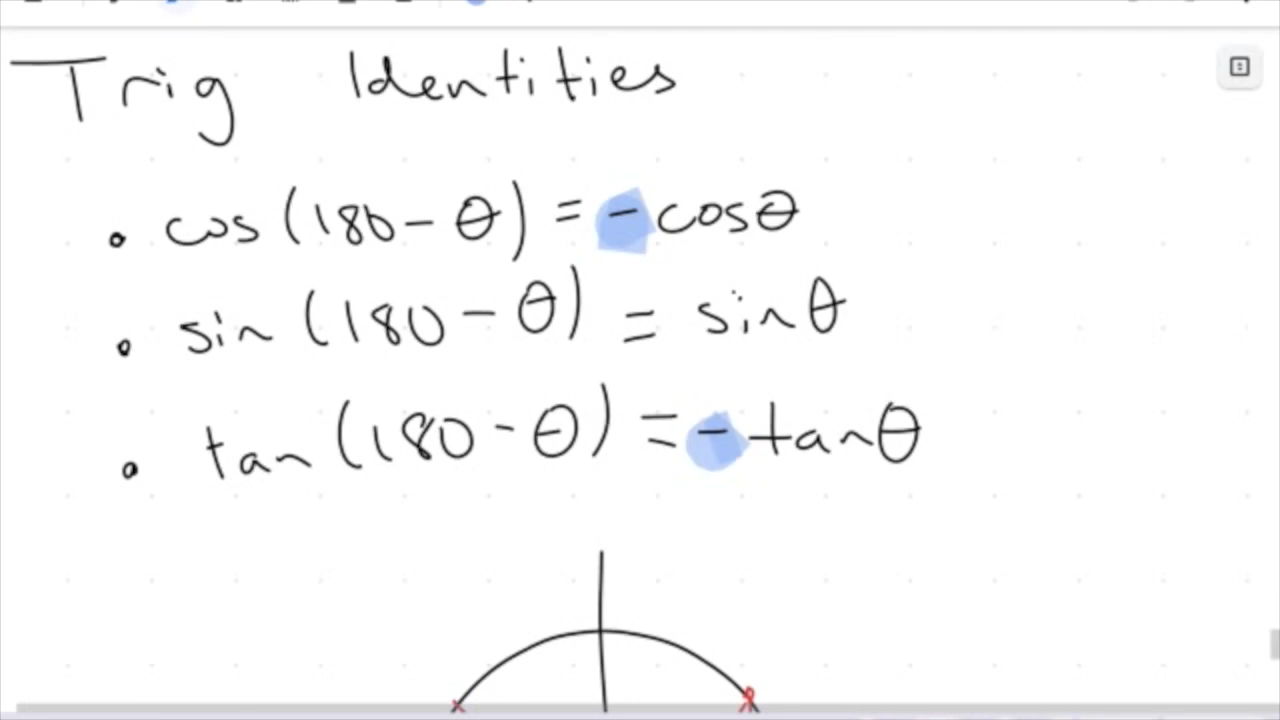 Trig Identities
• cos(180-θ) = -cosθ
• sin(180-θ) = sinθ
• tan(180-θ) = -tanθ